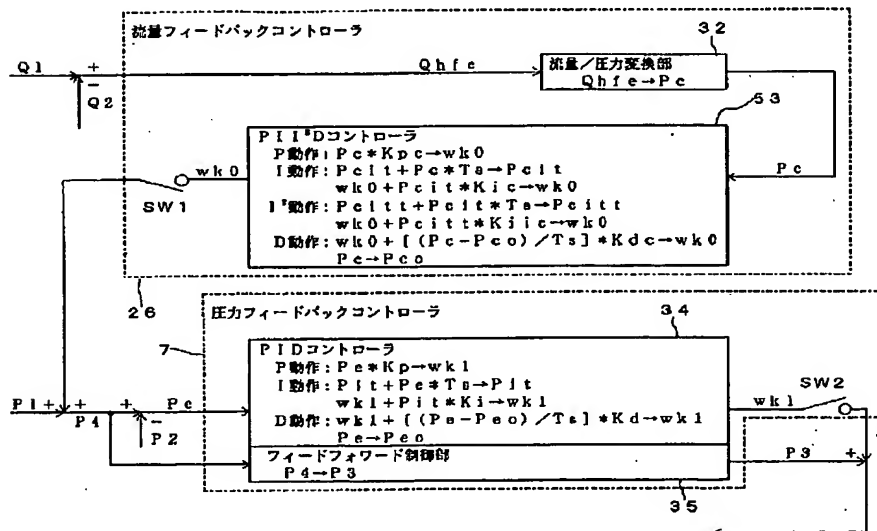 流量フィードバックコントローラ
32
Q1
+
−
Q2
Qhfe
流量/圧力変換部
Qhfe→Pc
53
PII²Dコントローラ
P動作:Pc*Kpc→wk0
I動作:Pcit+Pc*Ts→Pcit
wk0+Pcit*Kic→wk0
I²動作:Pcitt+Pcit*Ts→Pcitt
wk0+Pcitt*Kiic→wk0
D動作:wk0+[(Pc-Pco)/Ts]*Kdc→wk0
Pc→Pco
wk0
SW1
Pc
26
圧力フィードバックコントローラ
34
7
PIDコントローラ
P動作:Pe*Kp→wk1
I動作:Pit+Pe*Ts→Pit
wk1+Pit*Ki→wk1
D動作:wk1+[(Pe-Peo)/Ts]*Kd→wk1
Pe→Peo
wk1
SW2
P1
+
+
P4
+
−
P2
Pe
フィードフォワード制御部
P4→P3
P3
+
35